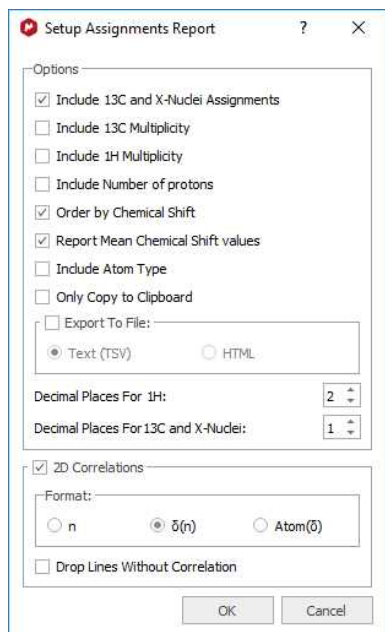 Setup Assignments Report ? X
Options
Include 13C and X-Nuclei Assignments
Include 13C Multiplicity
Include 1H Multiplicity
Include Number of protons
Order by Chemical Shift
Report Mean Chemical Shift values
Include Atom Type
Only Copy to Clipboard
Export To File:
Text (TSV) HTML
Decimal Places For 1H: 2
Decimal Places For 13C and X-Nuclei: 1
2D Correlations
Format:
n δ(n) Atom(δ)
Drop Lines Without Correlation
OK Cancel